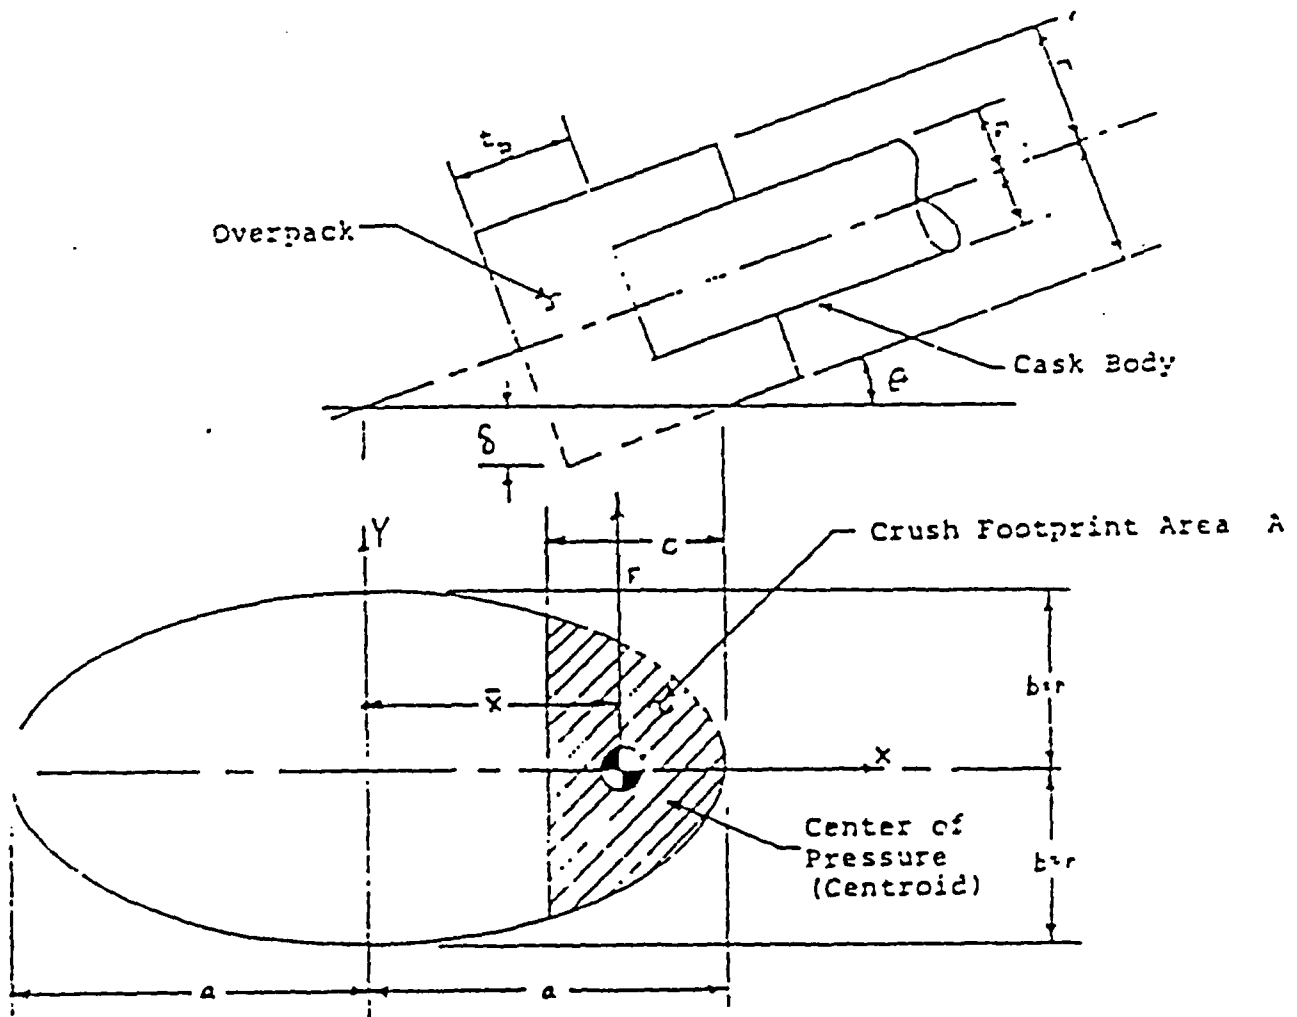 Overpack
Cask Body
θ
δ
Y
c
Crush Footprint Area A
F
b=r
x̄
x
Center of
Pressure
(Centroid)
b=r
a
a